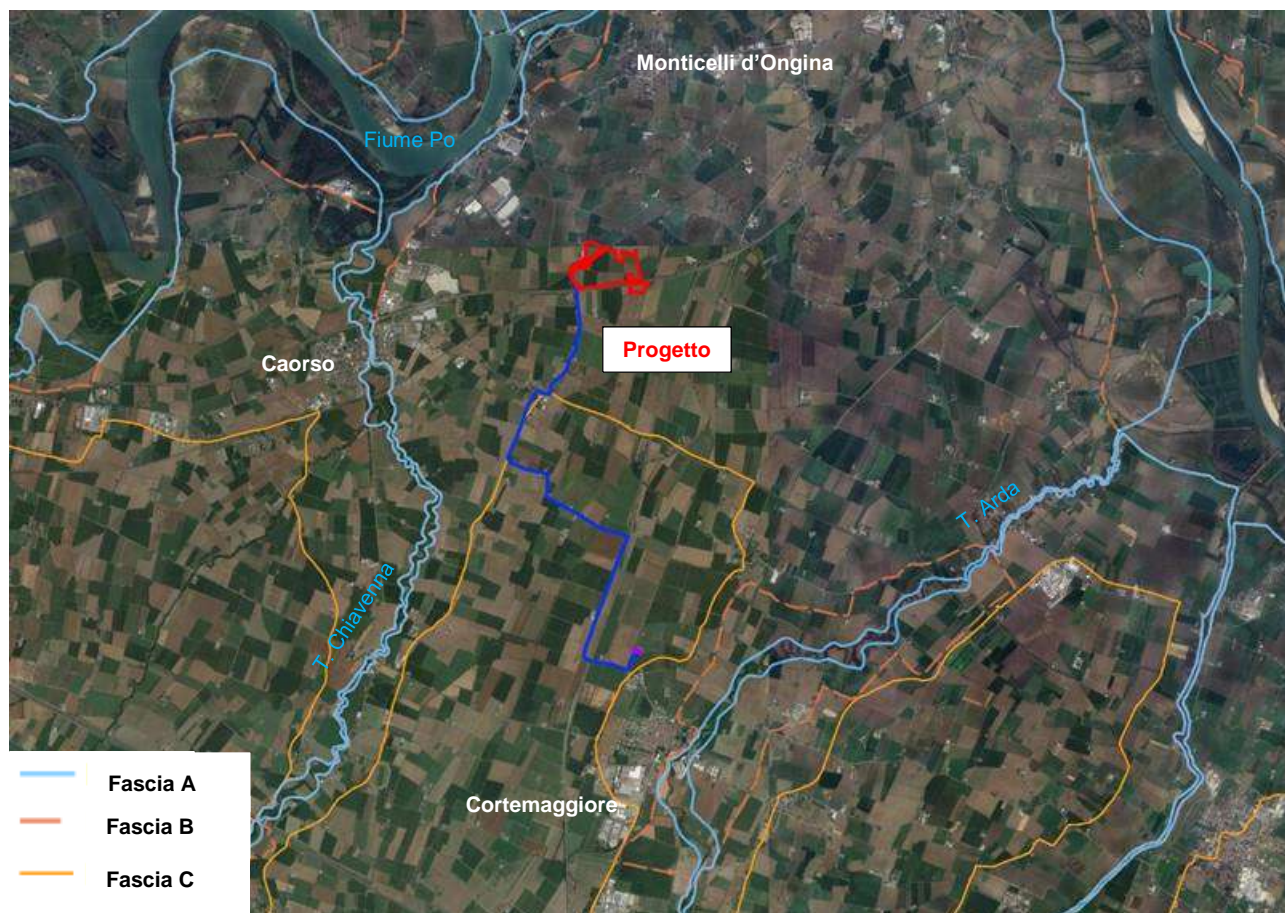 Monticelli d'Ongina
Fiume Po
Progetto
Caorso
T. Arda
T. Chiavenna
Cortemaggiore
Fascia A
Fascia B
Fascia C